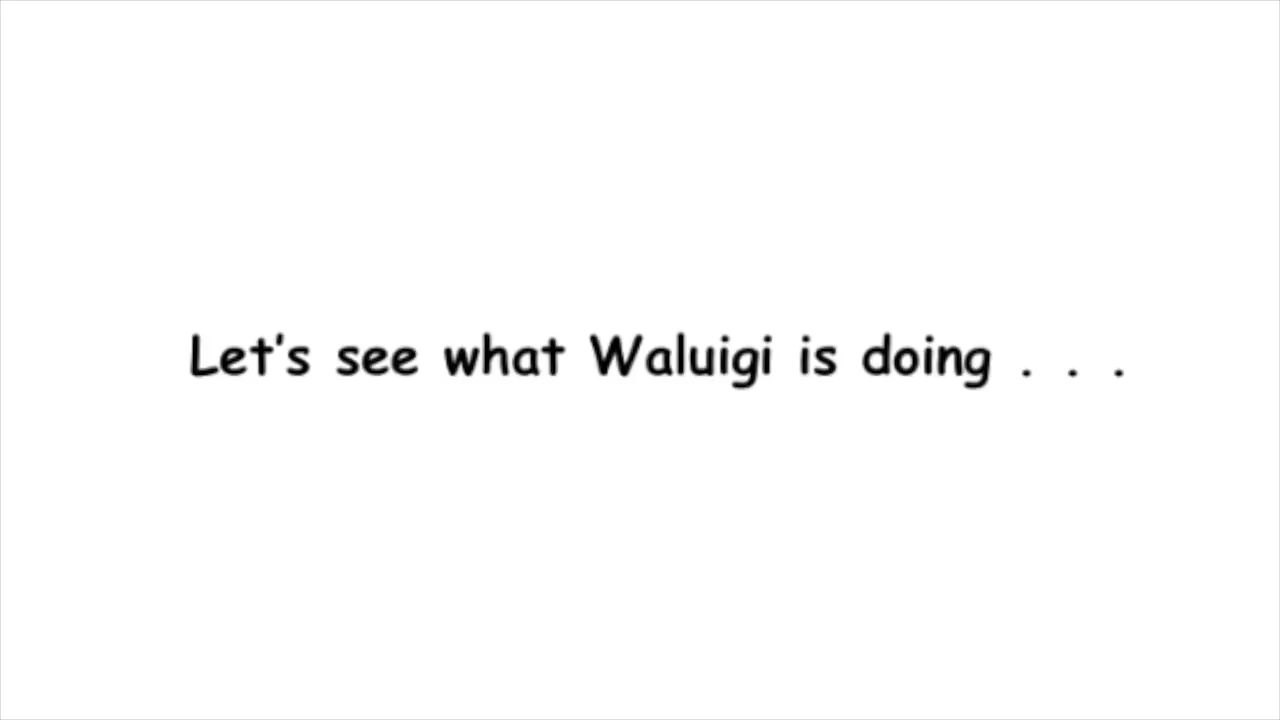 Let's see what Waluigi is doing . . .